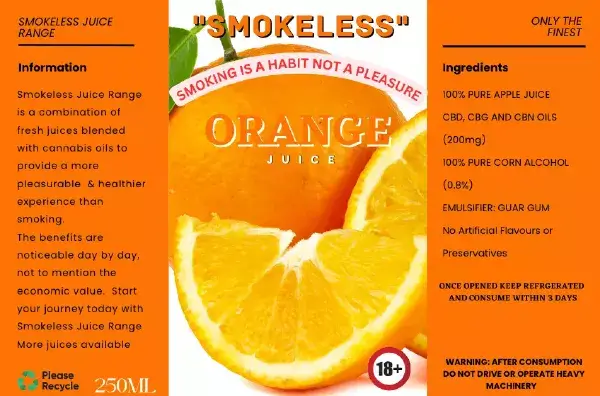 SMOKELESS JUICE
RANGE
Information
Smokeless Juice Range
is a combination of
fresh juices blended
with cannabis oils to
provide a more
pleasurable & healthier
experience than
smoking.
The benefits are
noticeable day by day,
not to mention the
economic value. Start
your journey today with
Smokeless Juice Range
More juices available
Please
Recycle
250ML
"SMOKELESS"
SMOKING IS A HABIT NOT A PLEASURE
ORANGE
JUICE
18+
ONLY THE
FINEST
Ingredients
100% PURE APPLE JUICE
CBD, CBG AND CBN OILS
(200mg)
100% PURE CORN ALCOHOL
(0.8%)
EMULSIFIER: GUAR GUM
No Artificial Flavours or
Preservatives
ONCE OPENED KEEP REFRGERATED
AND CONSUME WITHIN 3 DAYS
WARNING: AFTER CONSUMPTION
DO NOT DRIVE OR OPERATE HEAVY
MACHINERY